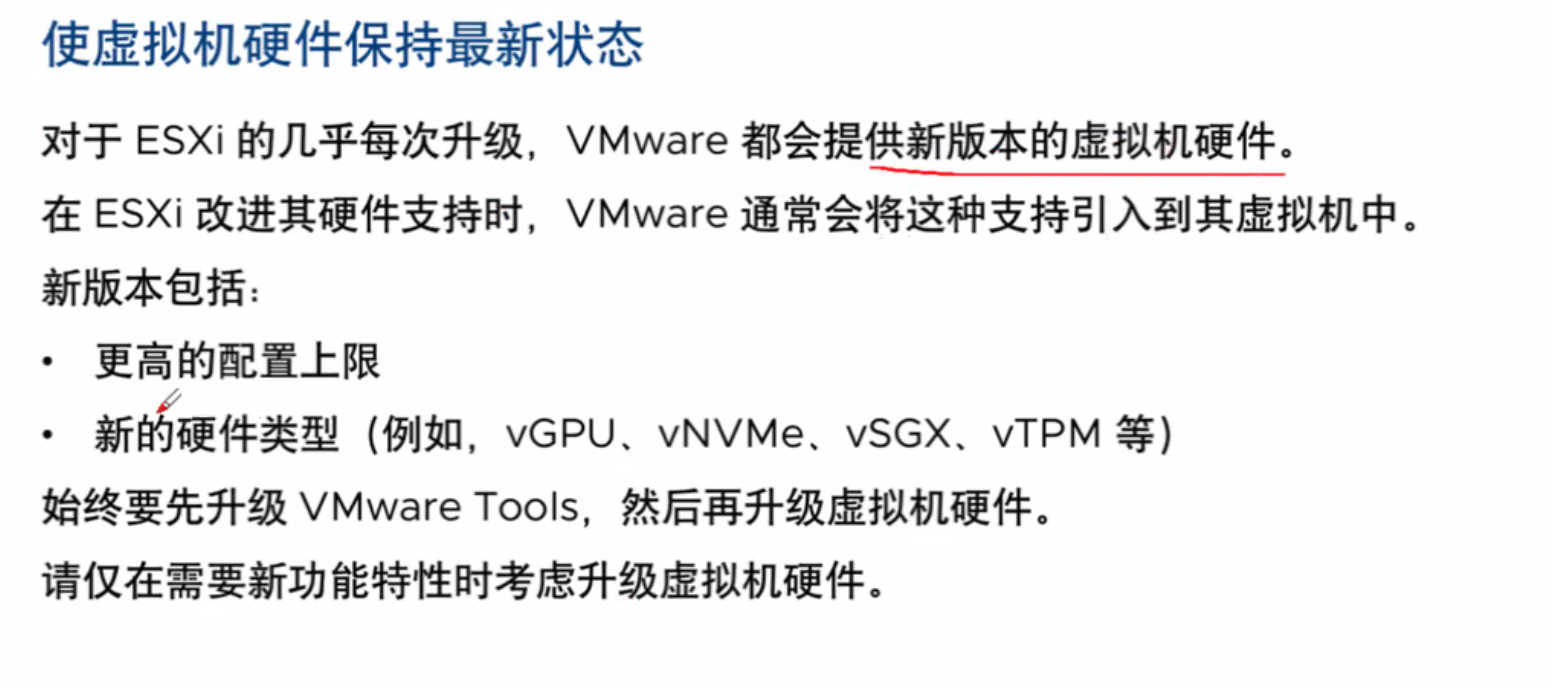 使虚拟机硬件保持最新状态
对于 ESXi 的几乎每次升级，VMware 都会提供新版本的虚拟机硬件。
在 ESXi 改进其硬件支持时，VMware 通常会将这种支持引入到其虚拟机中。
新版本包括：
• 更高的配置上限
• 新的硬件类型（例如，vGPU、vNVMe、vSGX、vTPM 等）
始终要先升级 VMware Tools，然后再升级虚拟机硬件。
请仅在需要新功能特性时考虑升级虚拟机硬件。